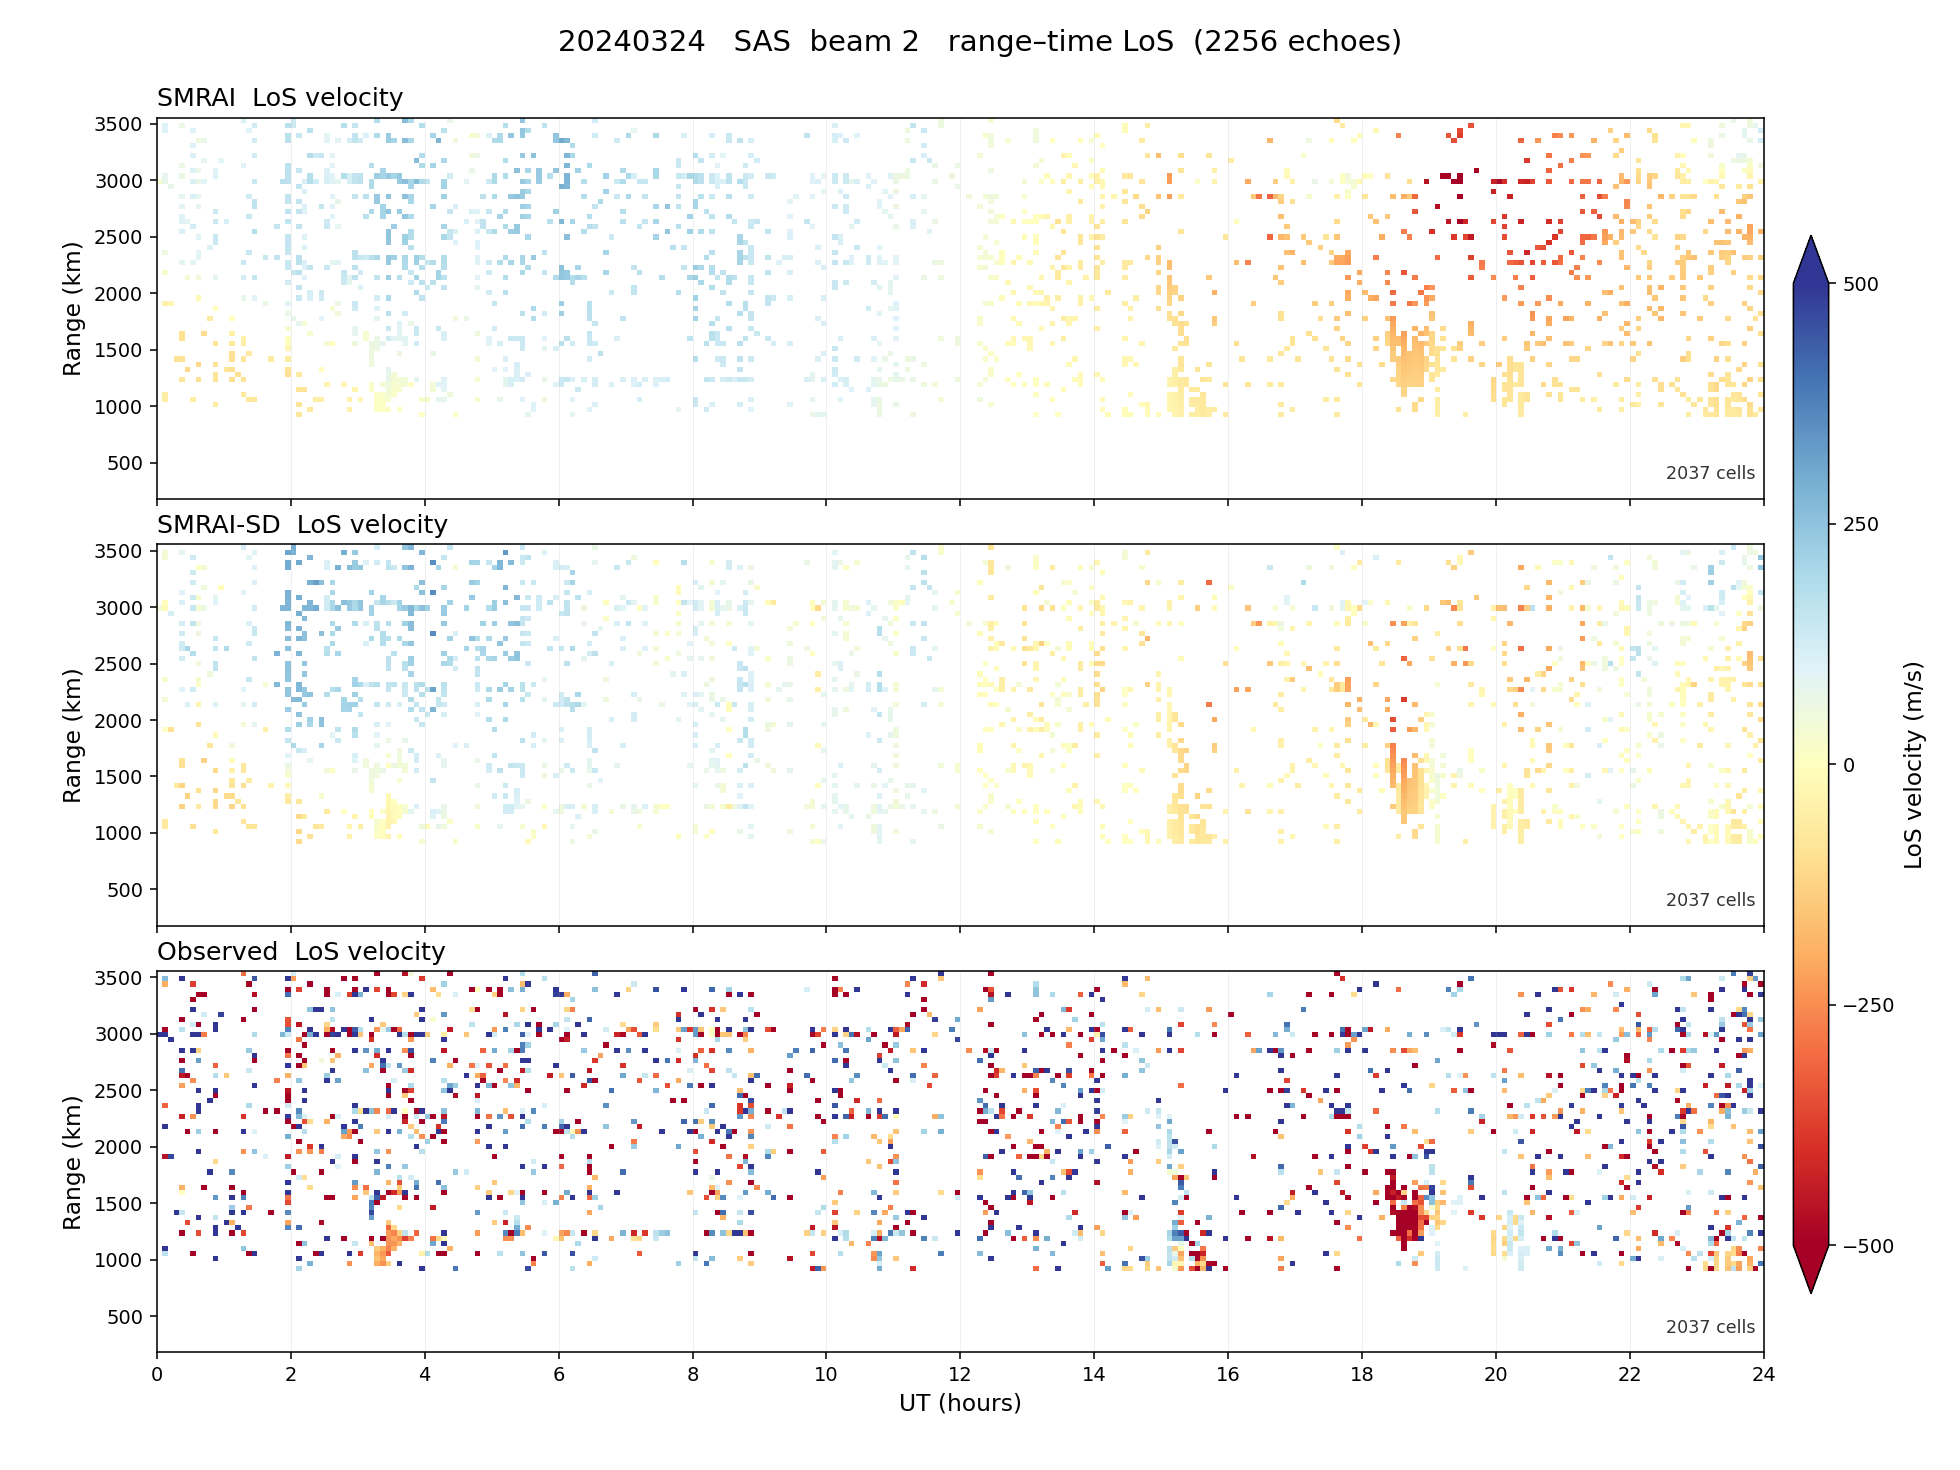 20240324   SAS  beam 2   range–time LoS  (2256 echoes)
SMRAI  LoS velocity
3500
3000
2500
2000
1500
1000
500
Range (km)
2037 cells
SMRAI-SD  LoS velocity
3500
3000
2500
2000
1500
1000
500
Range (km)
2037 cells
Observed  LoS velocity
3500
3000
2500
2000
1500
1000
500
Range (km)
2037 cells
0 2 4 6 8 10 12 14 16 18 20 22 24
UT (hours)
500
250
0
−250
−500
LoS velocity (m/s)